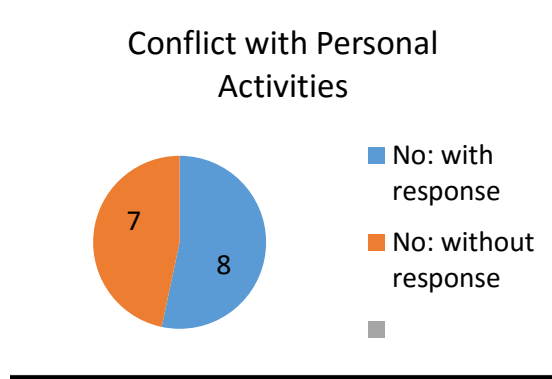 Conflict with Personal
Activities
No: with
response
7
8
No: without
response